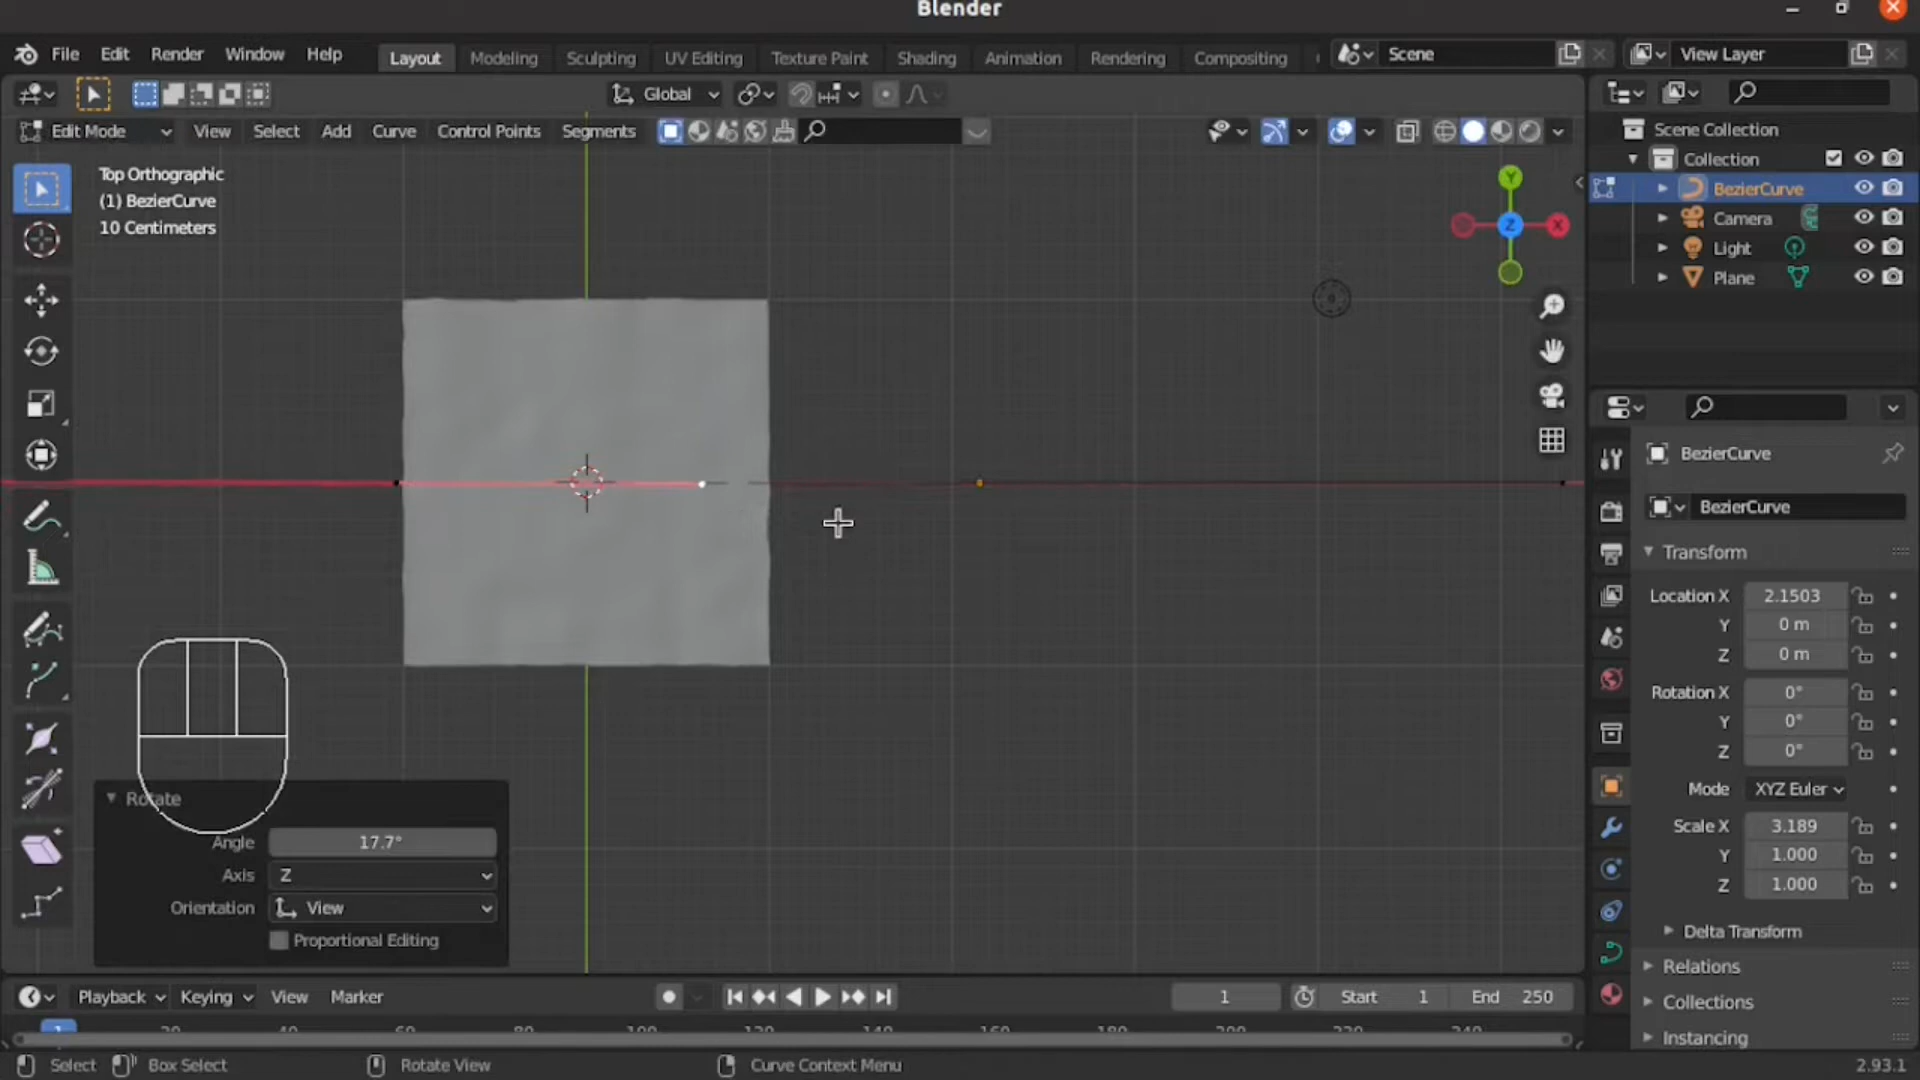 Blender
File Edit Render Window Help Layout Modeling Sculpting UV Editing Texture Paint Shading Animation Rendering Compositing Scene View Layer
Global
Edit Mode View Select Add Curve Control Points Segments
Top Orthographic
(1) BezierCurve
10 Centimeters
Y
Z
X
Scene Collection
Collection
BezierCurve
Camera
Light
Plane
BezierCurve
BezierCurve
Transform
Location X 2.1503
Y 0 m
Z 0 m
Rotation X 0°
Y 0°
Z 0°
Mode XYZ Euler
Scale X 3.189
Y 1.000
Z 1.000
Delta Transform
Relations
Collections
Instancing
Rotate
Angle 17.7°
Axis Z
Orientation View
Proportional Editing
Playback Keying View Marker 1 Start 1 End 250
1
Select Box Select Rotate View Curve Context Menu 2.93.1